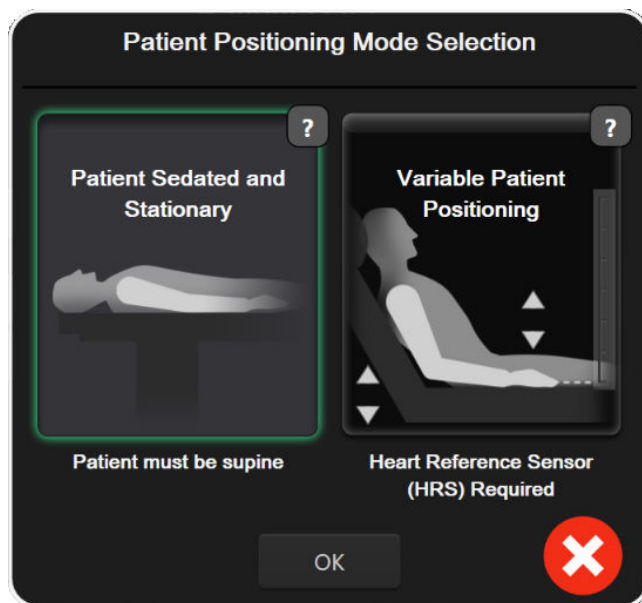 Patient Positioning Mode Selection
?
?
Patient Sedated and
Stationary
Variable Patient
Positioning
Patient must be supine
Heart Reference Sensor
(HRS) Required
OK